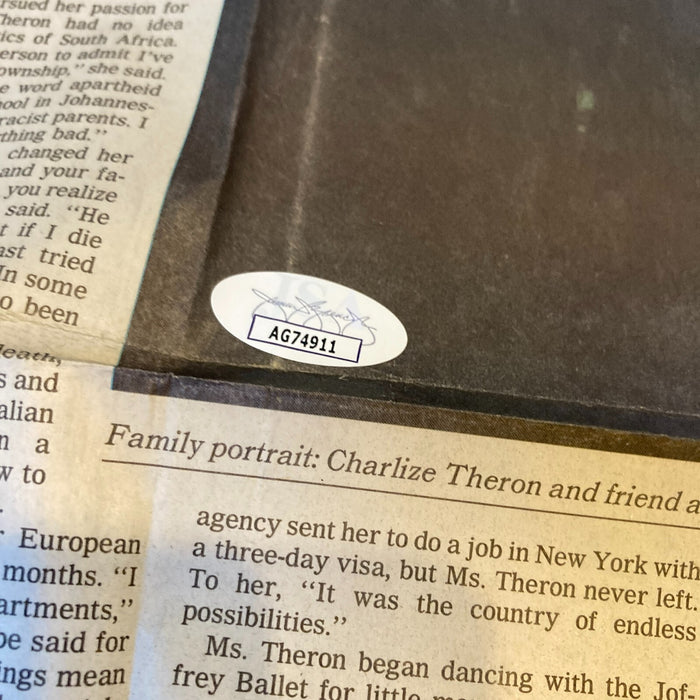 rsued her passion for
Theron had no idea
ics of South Africa.
erson to admit I've
ownship," she said.
e word apartheid
ool in Johannes-
racist parents. I
thing bad."
changed her
and your fa-
you realize
said. "He
t if I die
ast tried
In some
o been
death,
s and
alian
n a
w to
European
months. "I
artments,"
be said for
ings mean
JSA
AG74911
Family portrait: Charlize Theron and friend a
agency sent her to do a job in New York with
a three-day visa, but Ms. Theron never left.
To her, "It was the country of endless
possibilities."
Ms. Theron began dancing with the Jof-
frey Ballet for little